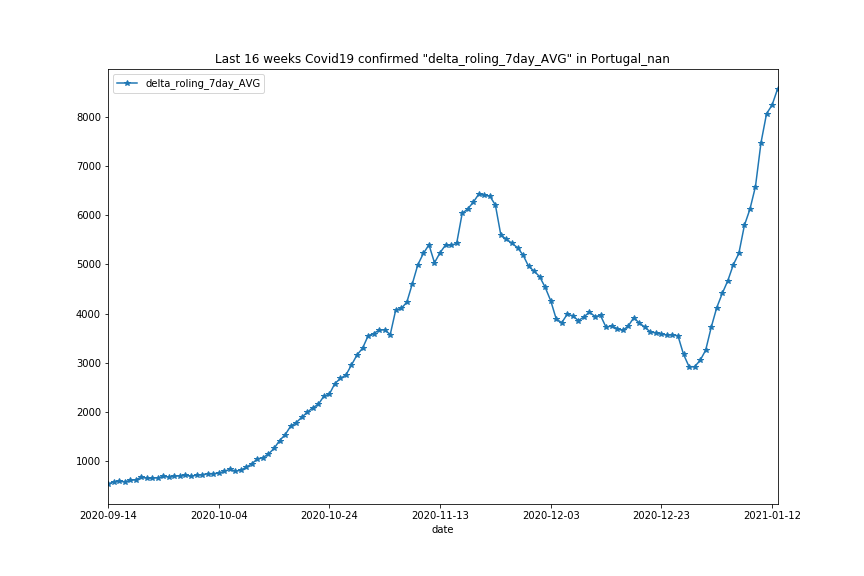 Last 16 weeks Covid19 confirmed "delta_roling_7day_AVG" in Portugal_nan
delta_roling_7day_AVG
8000
7000
6000
5000
4000
3000
2000
1000
2020-09-14 2020-10-04 2020-10-24 2020-11-13 2020-12-03 2020-12-23 2021-01-12
date